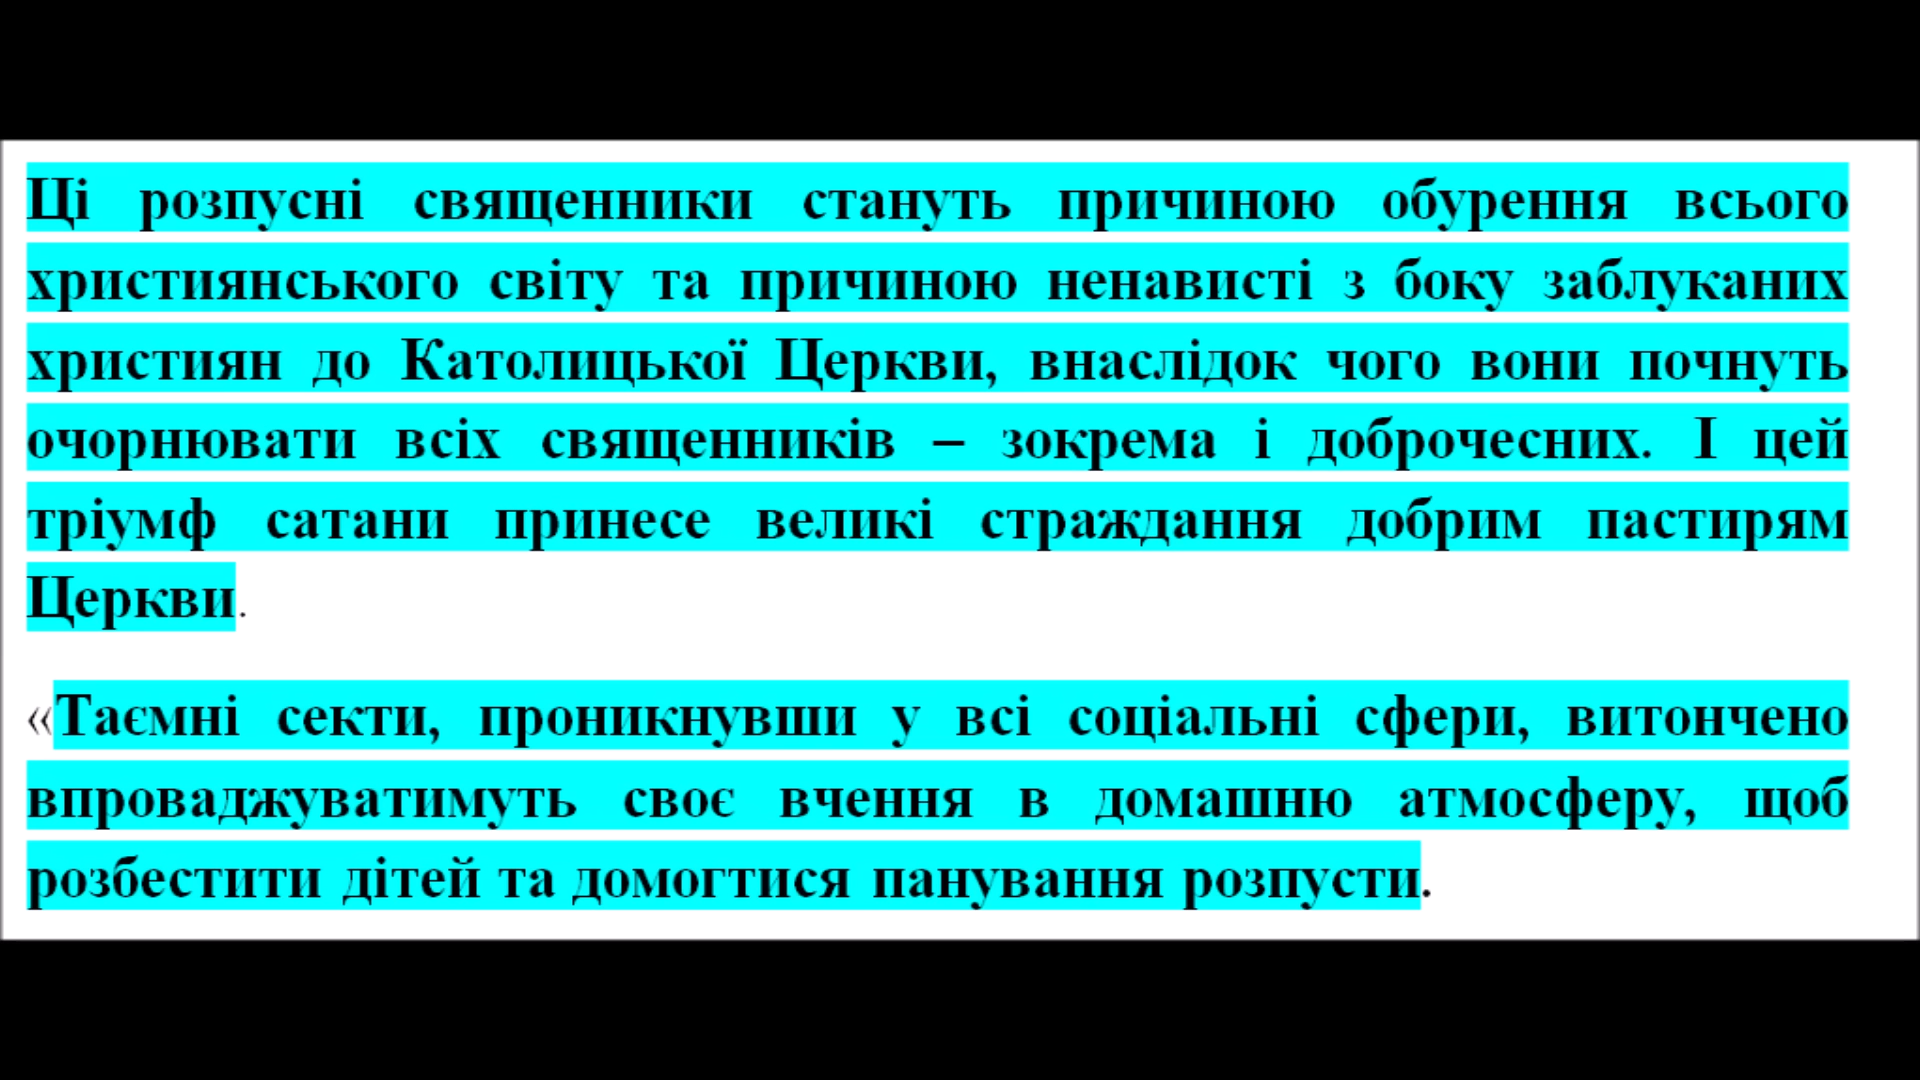 Ці розпусні священники стануть причиною обурення всього
християнського світу та причиною ненависті з боку заблуканих
християн до Католицької Церкви, внаслідок чого вони почнуть
очорнювати всіх священників – зокрема і доброчесних. І цей
тріумф сатани принесе великі страждання добрим пастирям
Церкви.
«Таємні секти, проникнувши у всі соціальні сфери, витончено
впроваджуватимуть своє вчення в домашню атмосферу, щоб
розбестити дітей та домогтися панування розпусти.